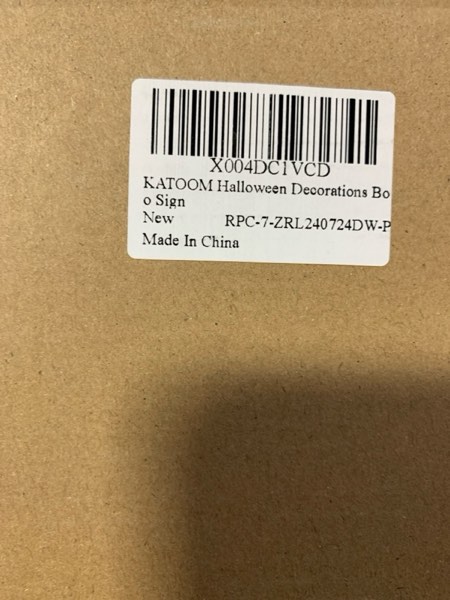 X004DC1VCD
KATOOM Halloween Decorations Bo
o Sign
New RPC-7-ZRL240724DW-P
Made In China